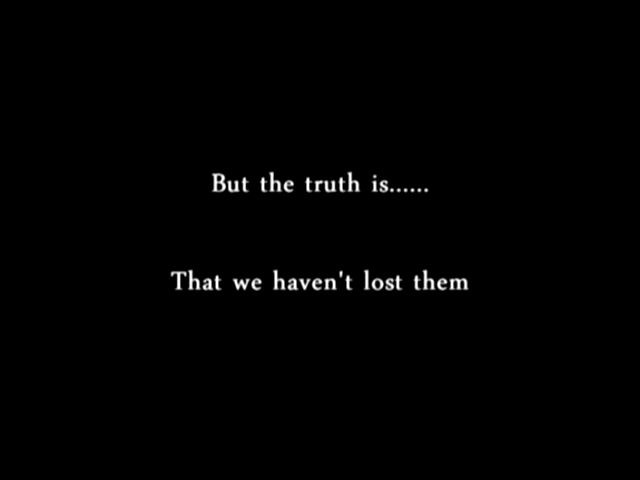 But the truth is......
That we haven't lost them